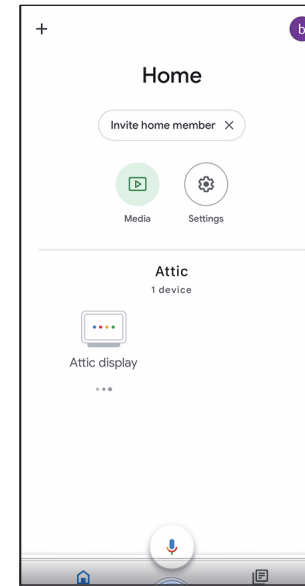 +
b
Home
Invite home member ×
Media
Settings
Attic
1 device
Attic display